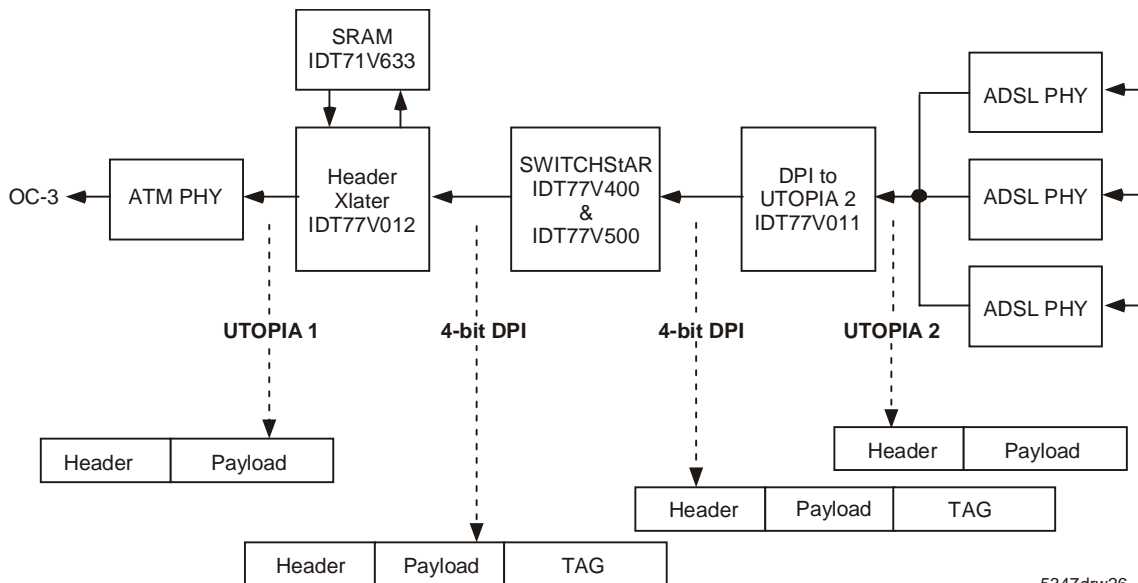 SRAM
IDT71V633
ADSL PHY
OC-3
ATM PHY
Header
Xlater
IDT77V012
SWITCHStAR
IDT77V400
&
IDT77V500
DPI to
UTOPIA 2
IDT77V011
ADSL PHY
ADSL PHY
UTOPIA 1
4-bit DPI
4-bit DPI
UTOPIA 2
Header Payload
Header Payload
Header Payload TAG
Header Payload TAG
5347drw26